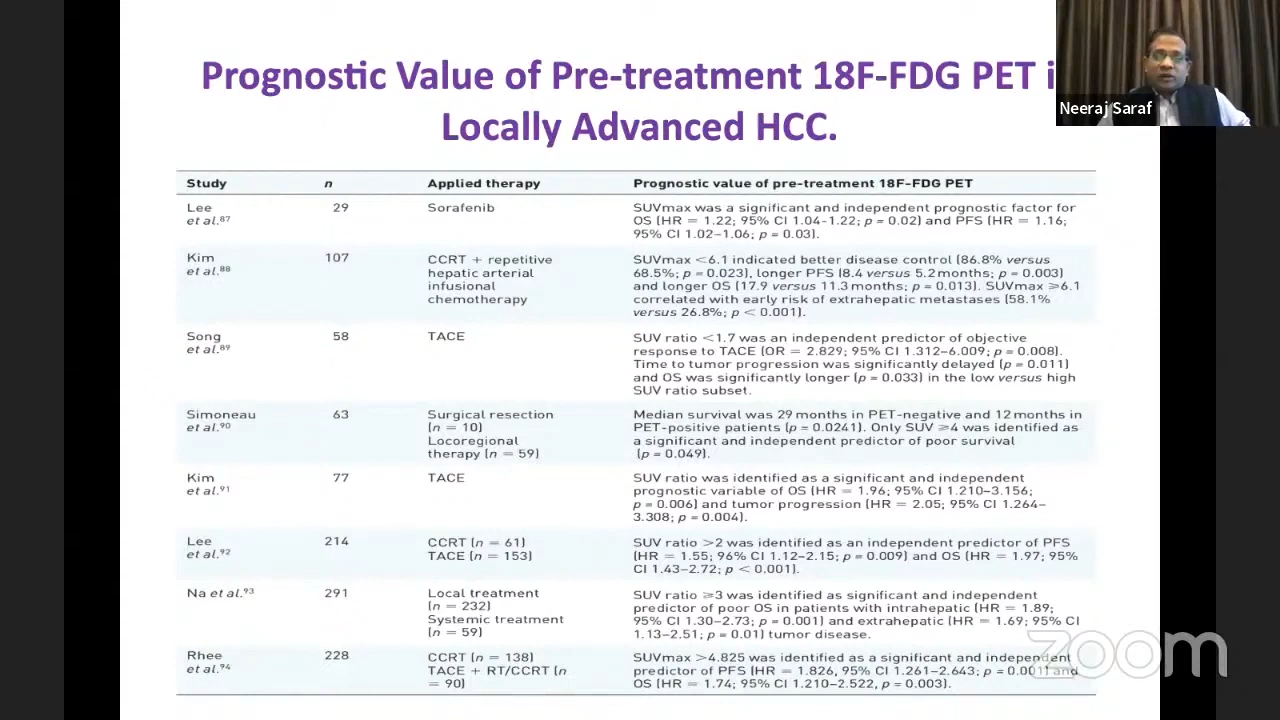 Prognostic Value of Pre-treatment 18F-FDG PET i
Locally Advanced HCC.
Neeraj Saraf
Study n Applied therapy Prognostic value of pre-treatment 18F-FDG PET
Lee et al.87 29 Sorafenib SUVmax was a significant and independent prognostic factor for
OS (HR = 1.22; 95% CI 1.04-1.22; p = 0.02) and PFS (HR = 1.16;
95% CI 1.02–1.06; p = 0.03).
Kim et al.88 107 CCRT + repetitive
hepatic arterial
infusional
chemotherapy
SUVmax <6.1 indicated better disease control (86.8% versus
68.5%; p = 0.023), longer PFS (8.4 versus 5.2months; p = 0.003)
and longer OS (17.9 versus 11.3months; p = 0.013). SUVmax ≥6.1
correlated with early risk of extrahepatic metastases (58.1%
versus 26.8%; p < 0.001).
Song et al.89 58 TACE SUV ratio <1.7 was an independent predictor of objective
response to TACE (OR = 2.829; 95% CI 1.312–6.009; p = 0.008).
Time to tumor progression was significantly delayed (p = 0.011)
and OS was significantly longer (p = 0.033) in the low versus high
SUV ratio subset.
Simoneau et al.90 63 Surgical resection
(n = 10)
Locoregional
therapy (n = 59)
Median survival was 29months in PET-negative and 12months in
PET-positive patients (p = 0.0241). Only SUV ≥4 was identified as
a significant and independent predictor of poor survival
(p = 0.049).
Kim et al.91 77 TACE SUV ratio was identified as a significant and independent
prognostic variable of OS (HR = 1.96; 95% CI 1.210–3.156;
p = 0.006) and tumor progression (HR = 2.05; 95% CI 1.264–
3.308; p = 0.004).
Lee et al.92 214 CCRT (n = 61)
TACE (n = 153)
SUV ratio >2 was identified as an independent predictor of PFS
(HR = 1.55; 96% CI 1.12–2.15; p = 0.009) and OS (HR = 1.97; 95%
CI 1.43–2.72; p < 0.001).
Na et al.93 291 Local treatment
(n = 232)
Systemic treatment
(n = 59)
SUV ratio ≥3 was identified as significant and independent
predictor of poor OS in patients with intrahepatic (HR = 1.89;
95% CI 1.30–2.73; p = 0.001) and extrahepatic (HR = 1.69; 95% CI
1.13–2.51; p = 0.01) tumor disease.
Rhee et al.94 228 CCRT (n = 138)
TACE + RT/CCRT (n
= 90)
SUVmax >4.825 was identified as a significant and independent
predictor of PFS (HR = 1.826, 95% CI 1.261–2.643; p = 0.001) and
OS (HR = 1.74; 95% CI 1.210–2.522, p = 0.003).
zoom